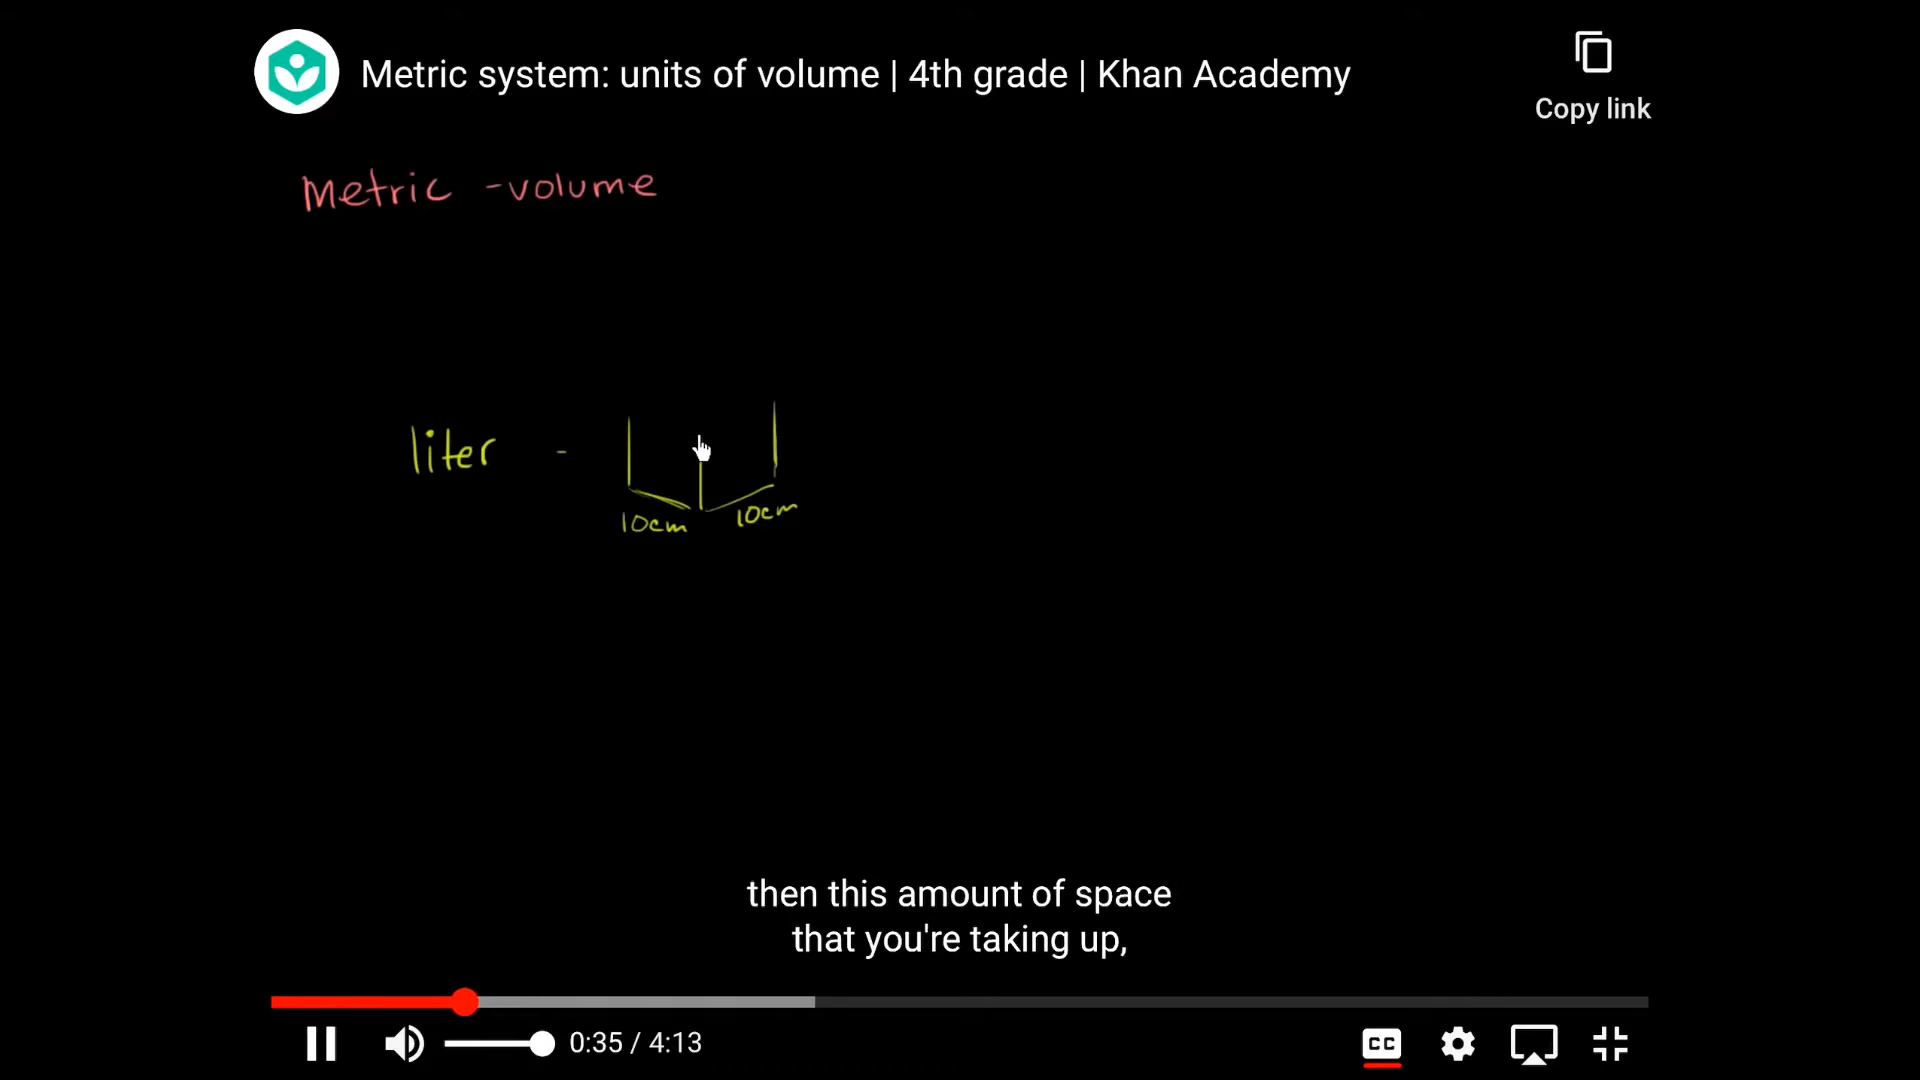 Metric system: units of volume | 4th grade | Khan Academy
Copy link
Metric - volume
liter -
10cm 10cm
then this amount of space
that you're taking up,
0:35 / 4:13
CC